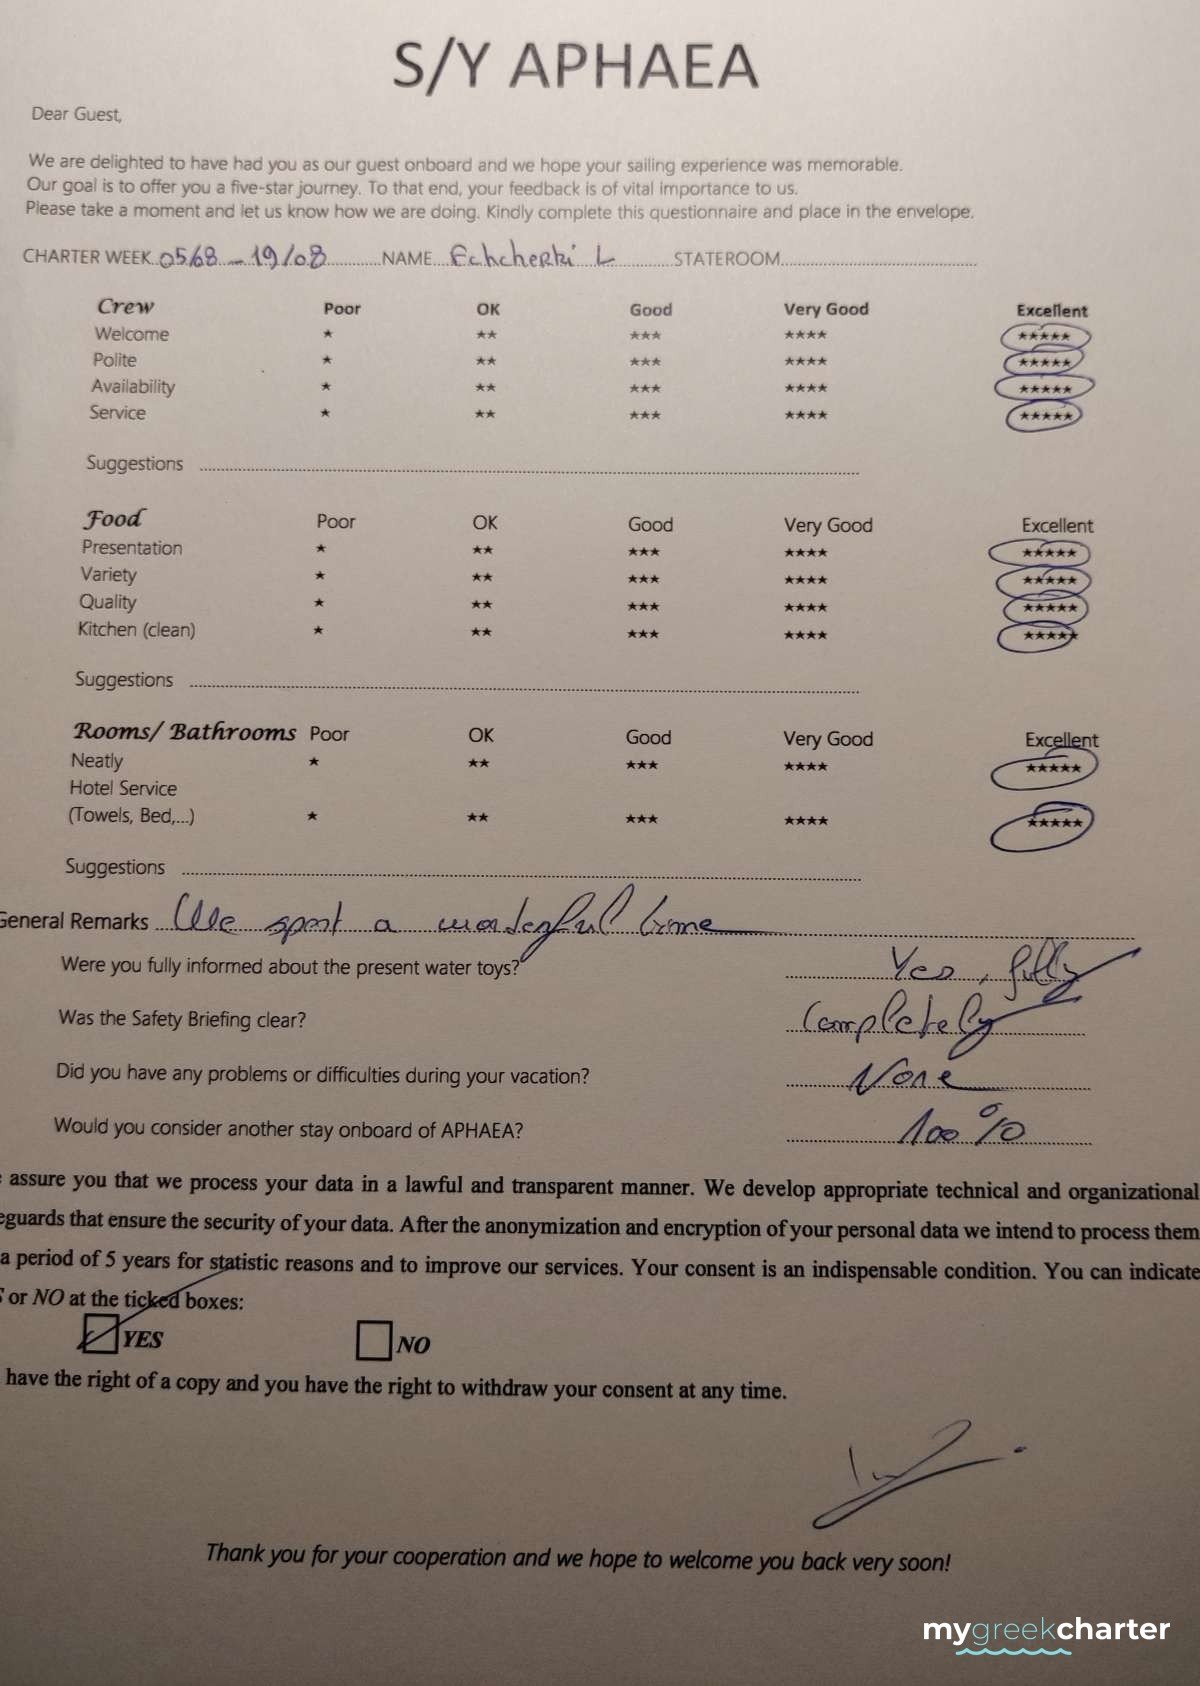 S/Y APHAEA
Dear Guest,
We are delighted to have had you as our guest onboard and we hope your sailing experience was memorable.
Our goal is to offer you a five-star journey. To that end, your feedback is of vital importance to us.
Please take a moment and let us know how we are doing. Kindly complete this questionnaire and place in the envelope.
CHARTER WEEK 05/68 - 19/08 NAME Echcherki L STATEROOM
Crew Poor OK Good Very Good Excellent
Welcome ★ ★★ ★★★ ★★★★ ★★★★★
Polite ★ ★★ ★★★ ★★★★ ★★★★★
Availability ★ ★★ ★★★ ★★★★ ★★★★★
Service ★ ★★ ★★★ ★★★★ ★★★★★
Suggestions
Food Poor OK Good Very Good Excellent
Presentation ★ ★★ ★★★ ★★★★ ★★★★★
Variety ★ ★★ ★★★ ★★★★ ★★★★★
Quality ★ ★★ ★★★ ★★★★ ★★★★★
Kitchen (clean) ★ ★★ ★★★ ★★★★ ★★★★★
Suggestions
Rooms/ Bathrooms Poor OK Good Very Good Excellent
Neatly ★ ★★ ★★★ ★★★★ ★★★★★
Hotel Service
(Towels, Bed,...) ★ ★★ ★★★ ★★★★ ★★★★★
Suggestions
General Remarks We spent a wonderful time
Were you fully informed about the present water toys? Yes, fully
Was the Safety Briefing clear? Completely
Did you have any problems or difficulties during your vacation? None
Would you consider another stay onboard of APHAEA? 100%
assure you that we process your data in a lawful and transparent manner. We develop appropriate technical and organizational
eguards that ensure the security of your data. After the anonymization and encryption of your personal data we intend to process them
a period of 5 years for statistic reasons and to improve our services. Your consent is an indispensable condition. You can indicate
S or NO at the ticked boxes:
YES NO
have the right of a copy and you have the right to withdraw your consent at any time.
Thank you for your cooperation and we hope to welcome you back very soon!
mygreekcharter